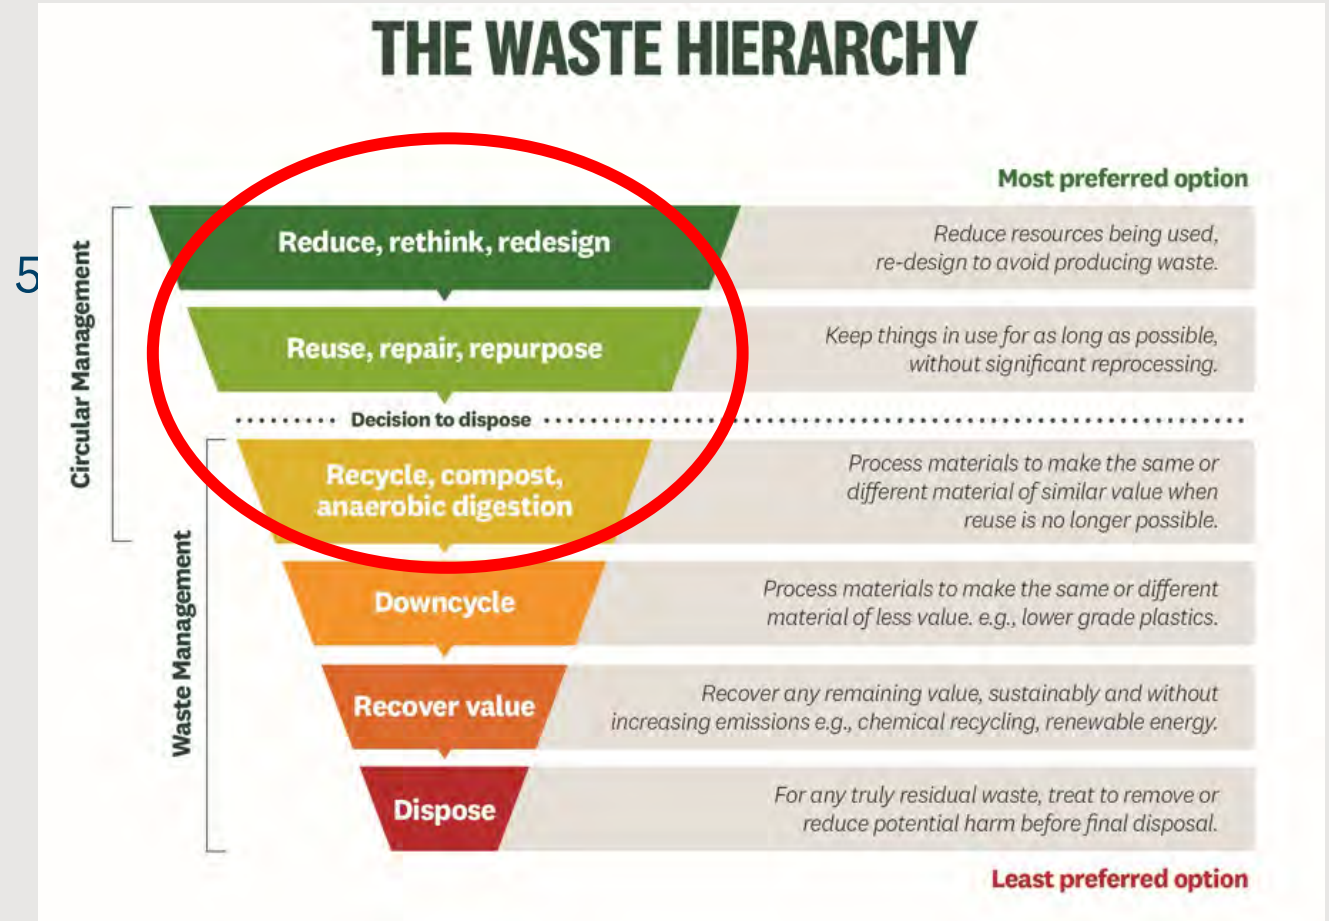 THE WASTE HIERARCHY
Most preferred option
5
Circular Management
Reduce, rethink, redesign
Reduce resources being used,
re-design to avoid producing waste.
Reuse, repair, repurpose
Keep things in use for as long as possible,
without significant reprocessing.
Decision to dispose
Waste Management
Recycle, compost,
anaerobic digestion
Process materials to make the same or
different material of similar value when
reuse is no longer possible.
Downcycle
Process materials to make the same or different
material of less value. e.g., lower grade plastics.
Recover value
Recover any remaining value, sustainably and without
increasing emissions e.g., chemical recycling, renewable energy.
Dispose
For any truly residual waste, treat to remove or
reduce potential harm before final disposal.
Least preferred option